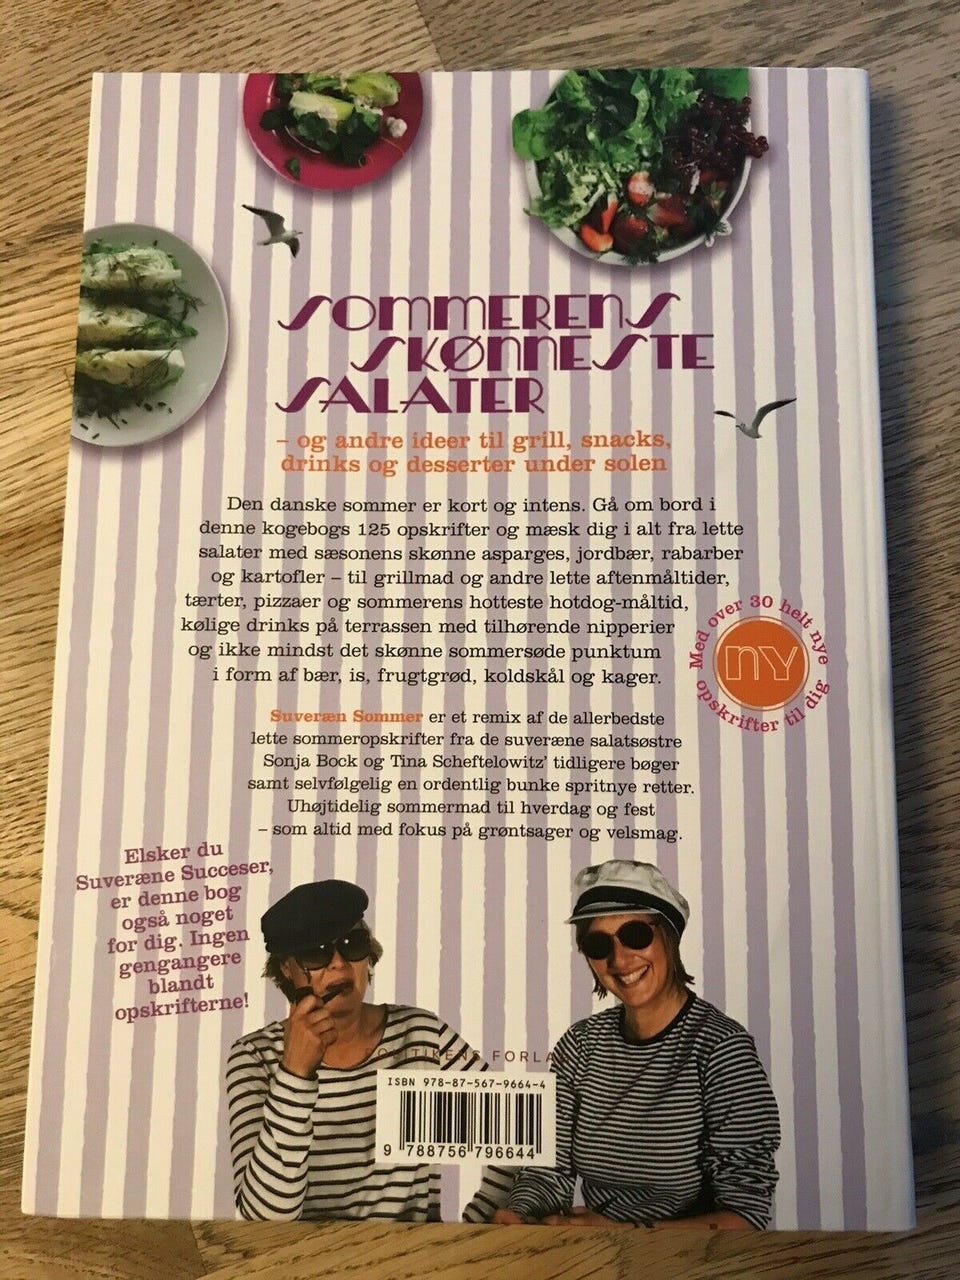 SOMMERENS
SKØNNESTE
SALATER
– og andre ideer til grill, snacks,
drinks og desserter under solen
Den danske sommer er kort og intens. Gå om bord i
denne kogebogs 125 opskrifter og mæsk dig i alt fra lette
salater med sæsonens skønne asparges, jordbær, rabarber
og kartofler – til grillmad og andre lette aftenmåltider,
tærter, pizzaer og sommerens hotteste hotdog-måltid,
kølige drinks på terrassen med tilhørende nipperier
og ikke mindst det skønne sommersøde punktum
i form af bær, is, frugtgrød, koldskål og kager.
Med over 30 helt nye
NY
opskrifter til dig
Suveræn Sommer er et remix af de allerbedste
lette sommeropskrifter fra de suveræne salatsøstre
Sonja Bock og Tina Scheftelowitz' tidligere bøger
samt selvfølgelig en ordentlig bunke spritnye retter.
Uhøjtidelig sommermad til hverdag og fest
– som altid med fokus på grøntsager og velsmag.
Elsker du
Suveræne Succeser,
er denne bog
også noget
for dig. Ingen
gengangere
blandt
opskrifterne!
POLITIKENS FORLAG
ISBN 978-87-567-9664-4
9 788756 796644